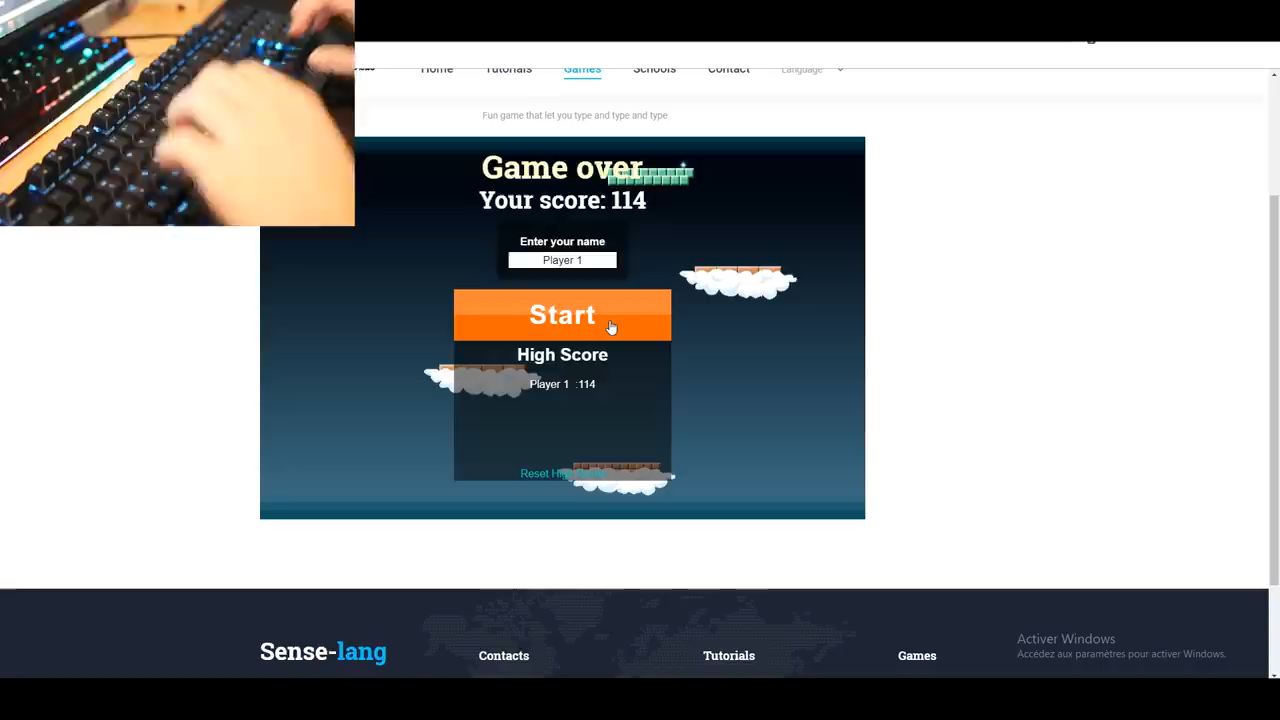 Home Tutorials Games Schools Contact Language
Fun game that let you type and type and type
Game over
Your score: 114
Enter your name
Player 1
Start
High Score
Player 1 :114
Reset High
Sense-lang
Contacts Tutorials Games
Activer Windows
Accédez aux paramètres pour activer Windows.